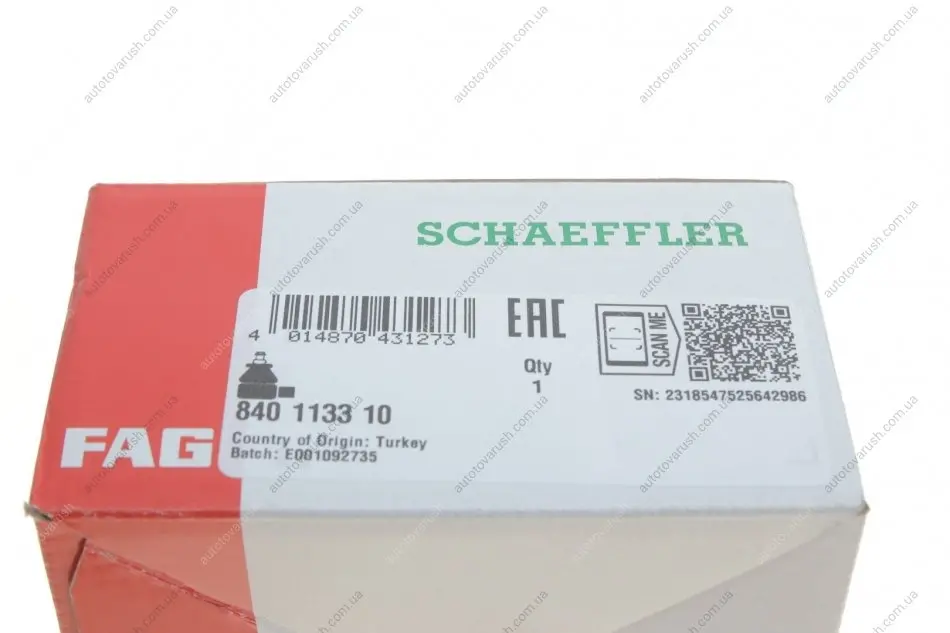 SCHAEFFLER
4 014870 431273
EAC
Qty
1
SCAN ME
SN: 2318547525642986
840 1133 10
Country of Origin: Turkey
Batch: E001092735
FAG
autotovarush.com.ua